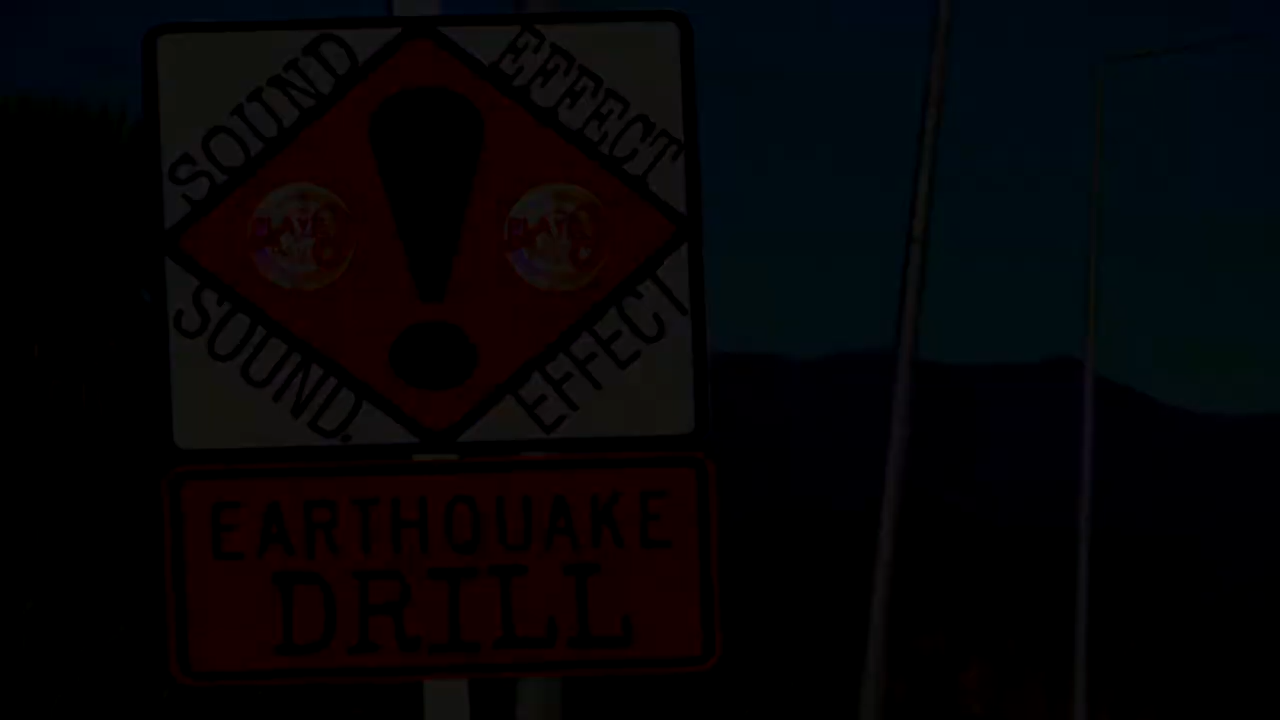 SOUND
EFFECT
SOUND.
EFFECT
EARTHQUAKE
DRILL